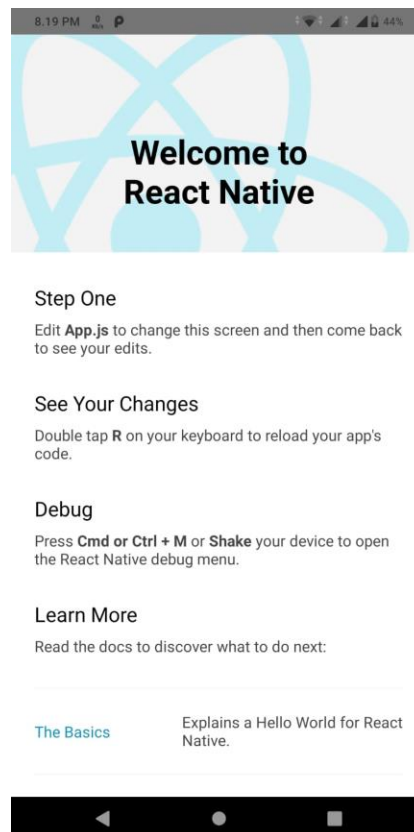 8.19 PM
44%
Welcome to
React Native
Step One
Edit App.js to change this screen and then come back
to see your edits.
See Your Changes
Double tap R on your keyboard to reload your app's
code.
Debug
Press Cmd or Ctrl + M or Shake your device to open
the React Native debug menu.
Learn More
Read the docs to discover what to do next:
The Basics
Explains a Hello World for React
Native.